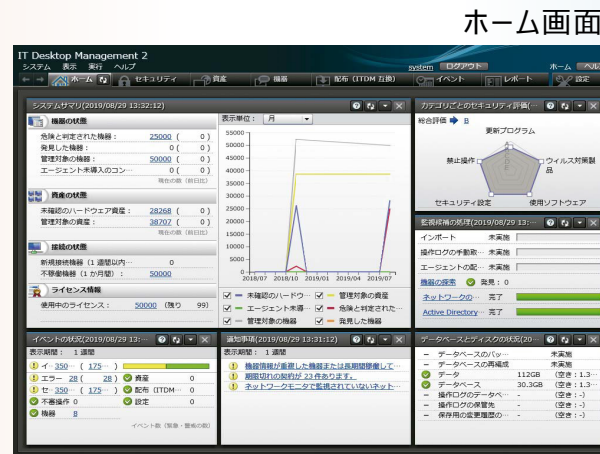 ホーム画面
IT Desktop Management 2
システム 表示 実行 ヘルプ
system ログアウト
ホーム ヘル
ホーム セキュリティ 資産 機器 配布 (ITDM 互換) イベント レポート 設定
システムサマリ(2019/08/29 13:32:12)
機器の状態
危険と判定された機器： 25000 ( 0)
発見した機器： 0 ( 0)
管理対象の機器： 50000 ( 0)
エージェント未導入のコン… 0 ( 0)
現在の数 (前日比)
資産の状態
未確認のハードウェア資産： 28268 ( 0)
管理対象の資産： 38702 ( 0)
現在の数 (前日比)
接続の状態
新規接続機器 (1 週間以内… 0
不稼働機器 (1 か月間) ： 50000
ライセンス情報
使用中のライセンス： 50000 (残り 99)
表示単位： 月
55000
50000
45000
40000
35000
30000
25000
20000
15000
10000
5000
0
2018/07 2018/10 2019/01 2019/04 2019/07
未確認のハードウ… 管理対象の資産
エージェント未導… 危険と判定された…
管理対象の機器 発見した機器
カテゴリごとのセキュリティ評価(…
総合評価 B
更新プログラム
禁止操作
ウィルス対策製品
セキュリティ設定
使用ソフトウェア
監視候補の処理(2019/08/29 13:…
インポート 未実施
操作ログの手動取… 未実施
エージェントの配… 未実施
機器の探索 発見： 0
ネットワークの… 完了
Active Directory… 完了
イベントの状況(2019/08/29 13:…
表示期間： 1 週間
イ… 350… ( 175… )
エラー 28 ( 28 ) 資産 0
セ… 350… ( 175… ) 配布 (ITDM… 0
不審操作 0 設定 0
機器 8
イベント数 (緊急・警戒の数)
通知事項(2019/08/29 13:31:12)
表示期間： 1 週間
機器情報が重複した機器または長期間稼働して…
期限切れの契約が 23 件あります。
ネットワークモニタで監視されていないネット…
データベースとディスクの状況(20…
データベースのバッ… 未実施
データベースの再編成 未実施
データ 112GB (空き：1.3…
データベース 30.3GB (空き：1.3…
操作ログのデータベ… - (空き：-)
操作ログの保管先 - (空き：-)
保存用の変更履歴の… - (空き：-)